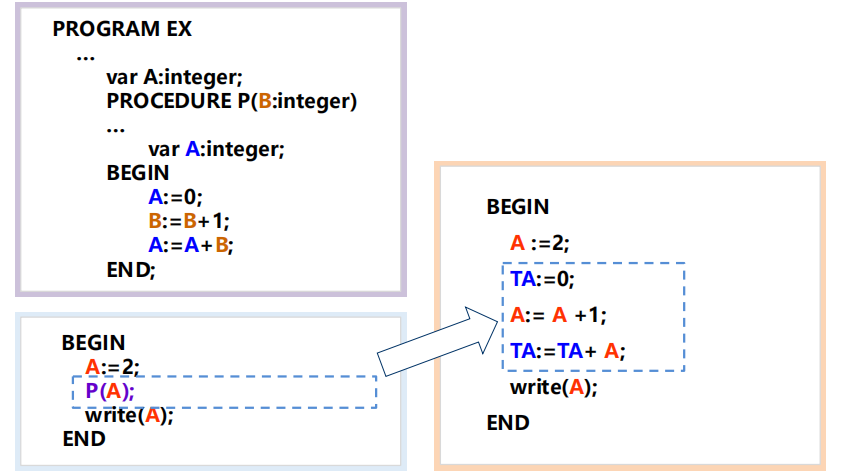 PROGRAM EX
...
var A:integer;
PROCEDURE P(B:integer)
...
var A:integer;
BEGIN
A:=0;
B:=B+1;
A:=A+B;
END;
BEGIN
A:=2;
P(A);
write(A);
END
BEGIN
A :=2;
TA:=0;
A:= A +1;
TA:=TA+ A;
write(A);
END